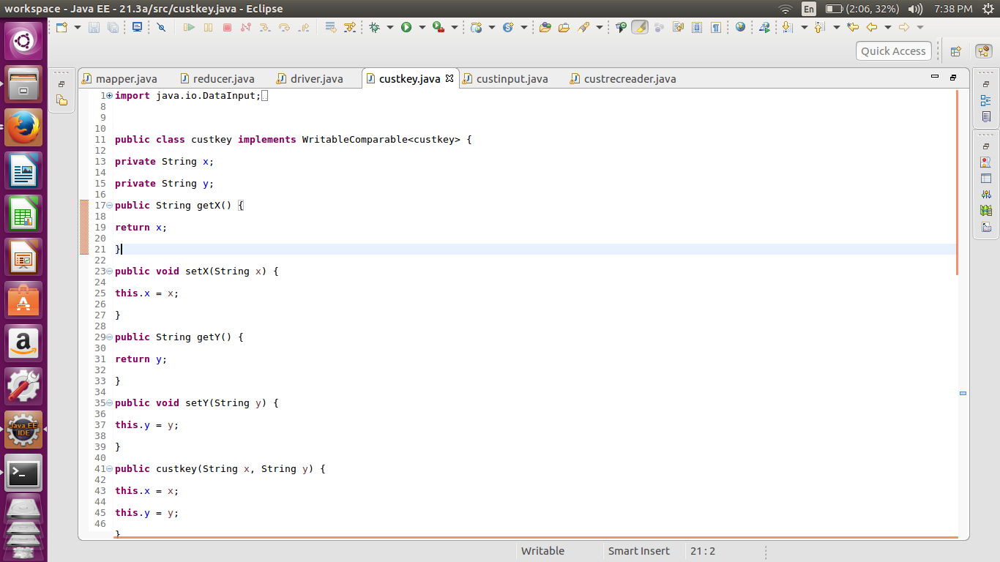 workspace - Java EE - 21.3a/src/custkey.java - Eclipse
En
(2:06, 32%)
7:38 PM
Quick Access
mapper.java
reducer.java
driver.java
custkey.java
custinput.java
custrecreader.java
1 import java.io.DataInput;
8
9
10
11 public class custkey implements WritableComparable<custkey> {
12
13 private String x;
14
15 private String y;
16
17 public String getX() {
18
19 return x;
20
21 }
22
23 public void setX(String x) {
24
25 this.x = x;
26
27 }
28
29 public String getY() {
30
31 return y;
32
33 }
34
35 public void setY(String y) {
36
37 this.y = y;
38
39 }
40
41 public custkey(String x, String y) {
42
43 this.x = x;
44
45 this.y = y;
46
}
Java EE
IDE
Writable
Smart Insert
21 : 2